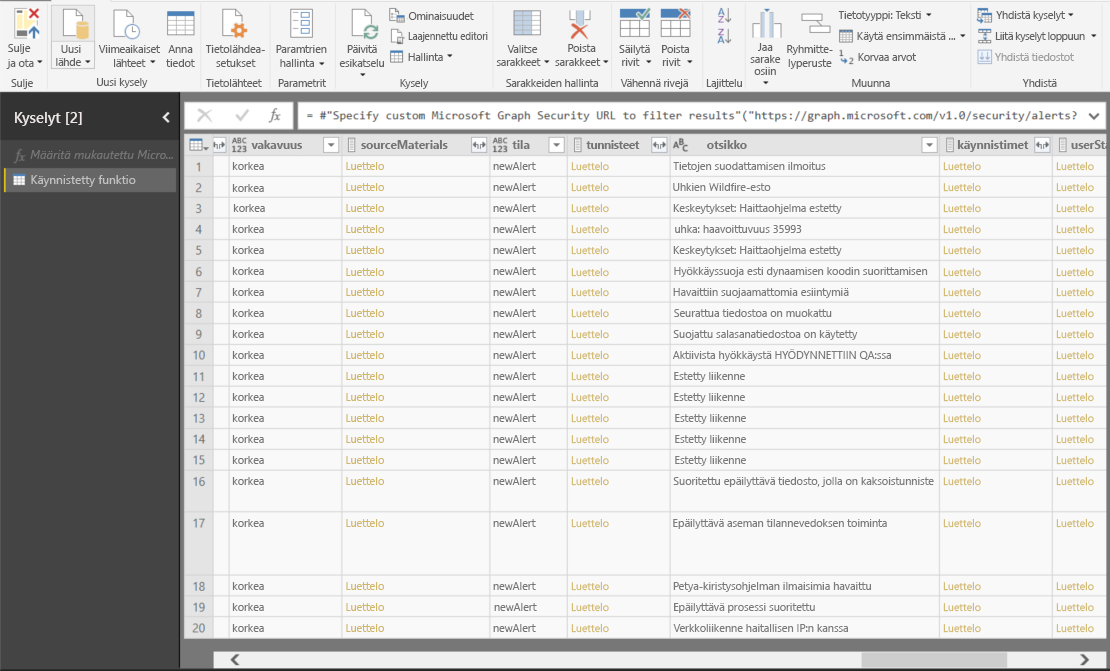 Sulje ja ota
Uusi lähde
Viimeaikaiset lähteet
Anna tiedot
Tietolähdea-setukset
Paramtrien hallinta
Päivitä esikatselu
Ominaisuudet
Laajennettu editori
Hallinta
Valitse sarakkeet
Poista sarakkeet
Säilytä rivit
Poista rivit
Jaa sarake osiin
Ryhmitte-lyperuste
Tietotyyppi: Teksti
Käytä ensimmäistä ...
Korvaa arvot
Yhdistä kyselyt
Liitä kyselyt loppuun
Yhdistä tiedostot
Sulje Uusi kysely Tietolähteet Parametrit Kysely Sarakkeiden hallinta Vähennä rivejä Lajittelu Muunna Yhdistä
Kyselyt [2]
fx Määritä mukautettu Micro...
Käynnistetty funktio
fx = #"Specify custom Microsoft Graph Security URL to filter results"("https://graph.microsoft.com/v1.0/security/alerts?
ABC 123 vakavuus sourceMaterials ABC 123 tila tunnisteet ABC otsikko käynnistimet userSta
1 korkea Luettelo newAlert Luettelo Tietojen suodattamisen ilmoitus Luettelo Luettelo
2 korkea Luettelo newAlert Luettelo Uhkien Wildfire-esto Luettelo Luettelo
3 korkea Luettelo newAlert Luettelo Keskeytykset: Haittaohjelma estetty Luettelo Luettelo
4 korkea Luettelo newAlert Luettelo uhka: haavoittuvuus 35993 Luettelo Luettelo
5 korkea Luettelo newAlert Luettelo Keskeytykset: Haittaohjelma estetty Luettelo Luettelo
6 korkea Luettelo newAlert Luettelo Hyökkäyssuoja esti dynaamisen koodin suorittamisen Luettelo Luettelo
7 korkea Luettelo newAlert Luettelo Havaittiin suojaamattomia esiintymiä Luettelo Luettelo
8 korkea Luettelo newAlert Luettelo Seurattua tiedostoa on muokattu Luettelo Luettelo
9 korkea Luettelo newAlert Luettelo Suojattu salasanatiedostoa on käytetty Luettelo Luettelo
10 korkea Luettelo newAlert Luettelo Aktiivista hyökkäystä HYÖDYNNETTIIN QA:ssa Luettelo Luettelo
11 korkea Luettelo newAlert Luettelo Estetty liikenne Luettelo Luettelo
12 korkea Luettelo newAlert Luettelo Estetty liikenne Luettelo Luettelo
13 korkea Luettelo newAlert Luettelo Estetty liikenne Luettelo Luettelo
14 korkea Luettelo newAlert Luettelo Estetty liikenne Luettelo Luettelo
15 korkea Luettelo newAlert Luettelo Estetty liikenne Luettelo Luettelo
16 korkea Luettelo newAlert Luettelo Suoritettu epäilyttävä tiedosto, jolla on kaksoistunniste Luettelo Luettelo
17 korkea Luettelo newAlert Luettelo Epäilyttävä aseman tilannevedoksen toiminta Luettelo Luettelo
18 korkea Luettelo newAlert Luettelo Petya-kiristysohjelman ilmaisimia havaittu Luettelo Luettelo
19 korkea Luettelo newAlert Luettelo Epäilyttävä prosessi suoritettu Luettelo Luettelo
20 korkea Luettelo newAlert Luettelo Verkkoliikenne haitallisen IP:n kanssa Luettelo Luettelo